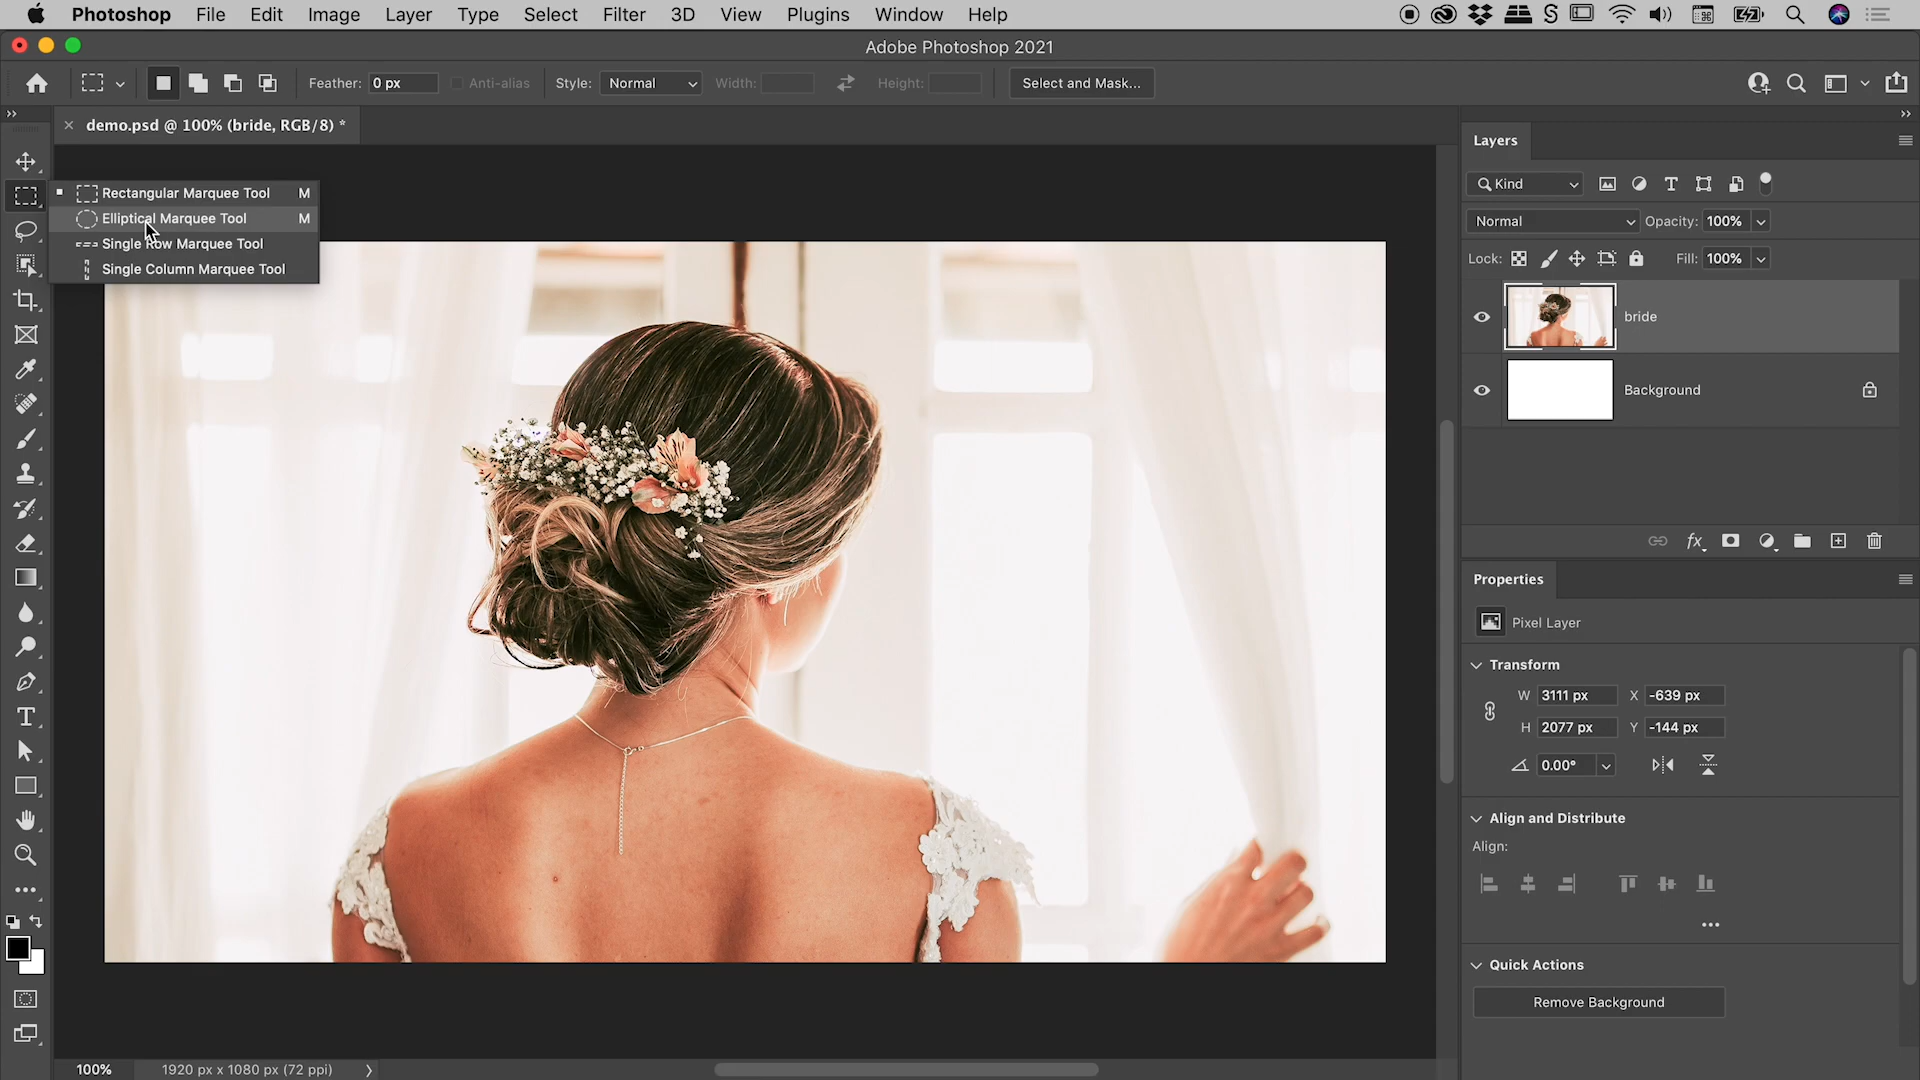 Photoshop File Edit Image Layer Type Select Filter 3D View Plugins Window Help
Adobe Photoshop 2021
Feather: 0 px Anti-alias Style: Normal Width: Height: Select and Mask...
demo.psd @ 100% (bride, RGB/8) *
Rectangular Marquee Tool M
Elliptical Marquee Tool M
Single Row Marquee Tool
Single Column Marquee Tool
Layers
Kind
Normal Opacity: 100%
Lock: Fill: 100%
bride
Background
fx
Properties
Pixel Layer
Transform
W 3111 px X -639 px
H 2077 px Y -144 px
0.00°
Align and Distribute
Align:
Quick Actions
Remove Background
100% 1920 px x 1080 px (72 ppi)